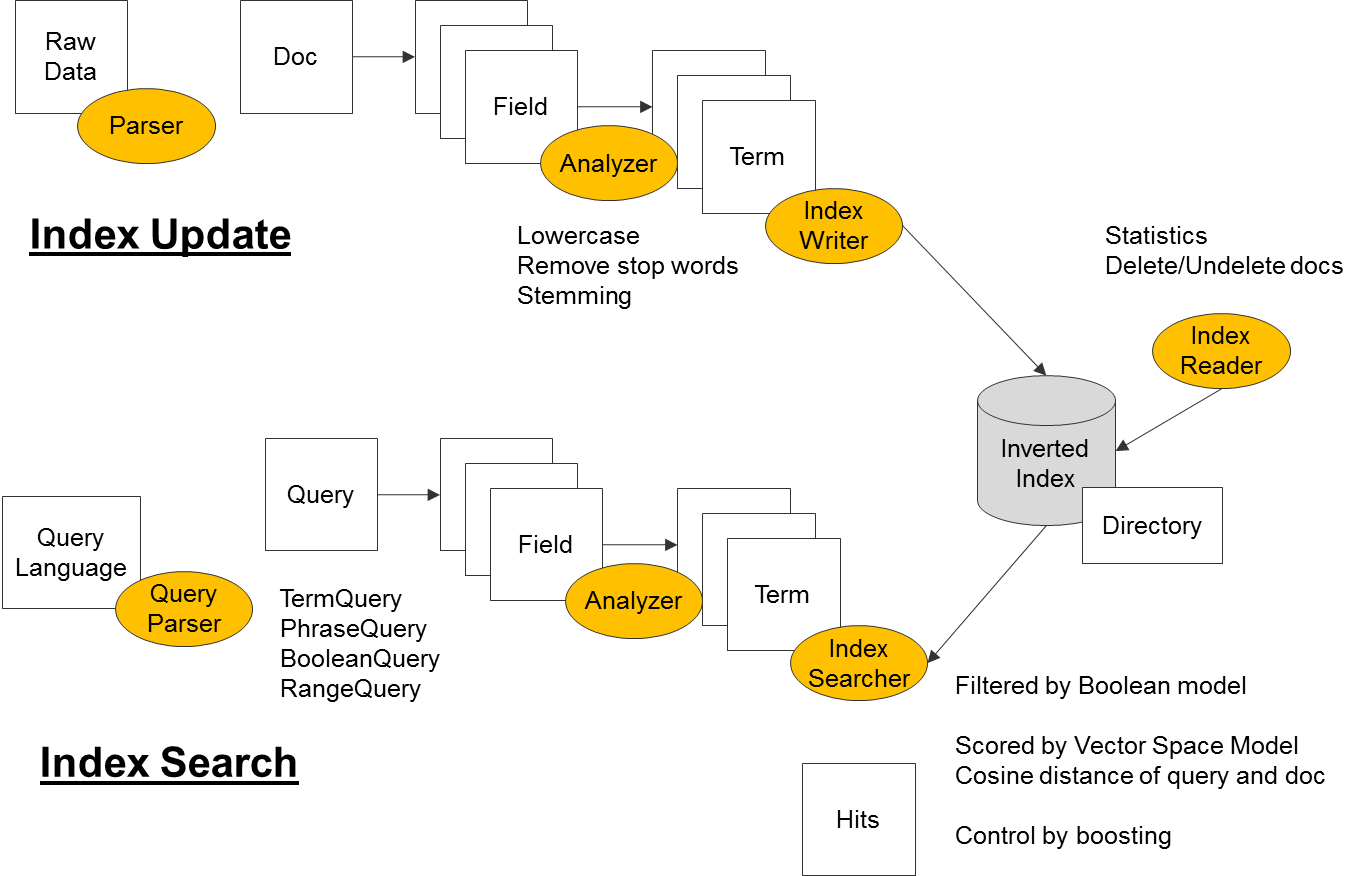 Raw
Data
Parser
Doc
Field
Analyzer
Term
Index
Writer
Index Update
Lowercase
Remove stop words
Stemming
Statistics
Delete/Undelete docs
Index
Reader
Inverted
Index
Directory
Query
Language
Query
Parser
Query
TermQuery
PhraseQuery
BooleanQuery
RangeQuery
Field
Analyzer
Term
Index
Searcher
Index Search
Filtered by Boolean model
Scored by Vector Space Model
Cosine distance of query and doc
Control by boosting
Hits